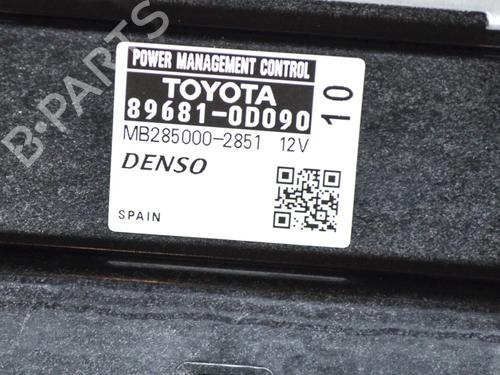 POWER MANAGEMENT CONTROL
TOYOTA
89681-0D090
10
MB285000-2851 12V
DENSO
SPAIN
B-PARTS